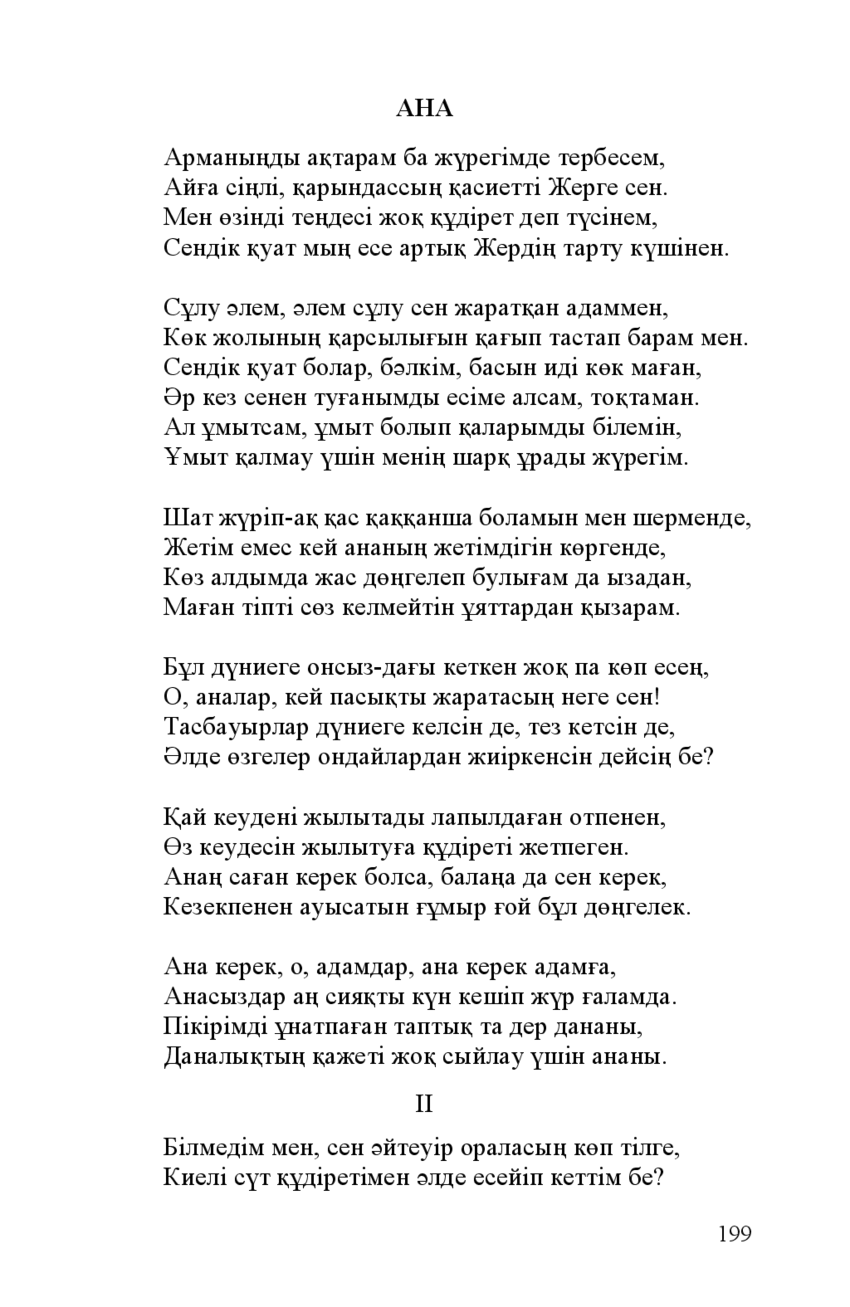 АНА
Арманыңды ақтарам ба жүрегімде тербесем,
Айға сіңлі, қарындассың қасиетті Жерге сен.
Мен өзінді теңдесі жоқ құдірет деп түсінем,
Сендік қуат мың есе артық Жердің тарту күшінен.
Сұлу әлем, әлем сұлу сен жаратқан адаммен,
Көк жолының қарсылығын қағып тастап барам мен.
Сендік қуат болар, бәлкім, басын иді көк маған,
Әр кез сенен туғанымды есіме алсам, тоқтаман.
Ал ұмытсам, ұмыт болып қаларымды білемін,
Ұмыт қалмау үшін менің шарқ ұрады жүрегім.
Шат жүріп-ақ қас қаққанша боламын мен шерменде,
Жетім емес кей ананың жетімдігін көргенде,
Көз алдымда жас дөңгелеп булығам да ызадан,
Маған тіпті сөз келмейтін ұяттардан қызарам.
Бұл дүниеге онсыз-дағы кеткен жоқ па көп есең,
О, аналар, кей пасықты жаратасың неге сен!
Тасбауырлар дүниеге келсін де, тез кетсін де,
Әлде өзгелер ондайлардан жиіркенсін дейсің бе?
Қай кеудені жылытады лапылдаған отпенен,
Өз кеудесін жылытуға құдіреті жетпеген.
Анаң саған керек болса, балаңа да сен керек,
Кезекпенен ауысатын ғұмыр ғой бұл дөңгелек.
Ана керек, о, адамдар, ана керек адамға,
Анасыздар аң сияқты күн кешіп жүр ғаламда.
Пікірімді ұнатпаған таптық та дер дананы,
Даналықтың қажеті жоқ сыйлау үшін ананы.
II
Білмедім мен, сен әйтеуір ораласың көп тілге,
Киелі сүт құдіретімен әлде есейіп кеттім бе?
199